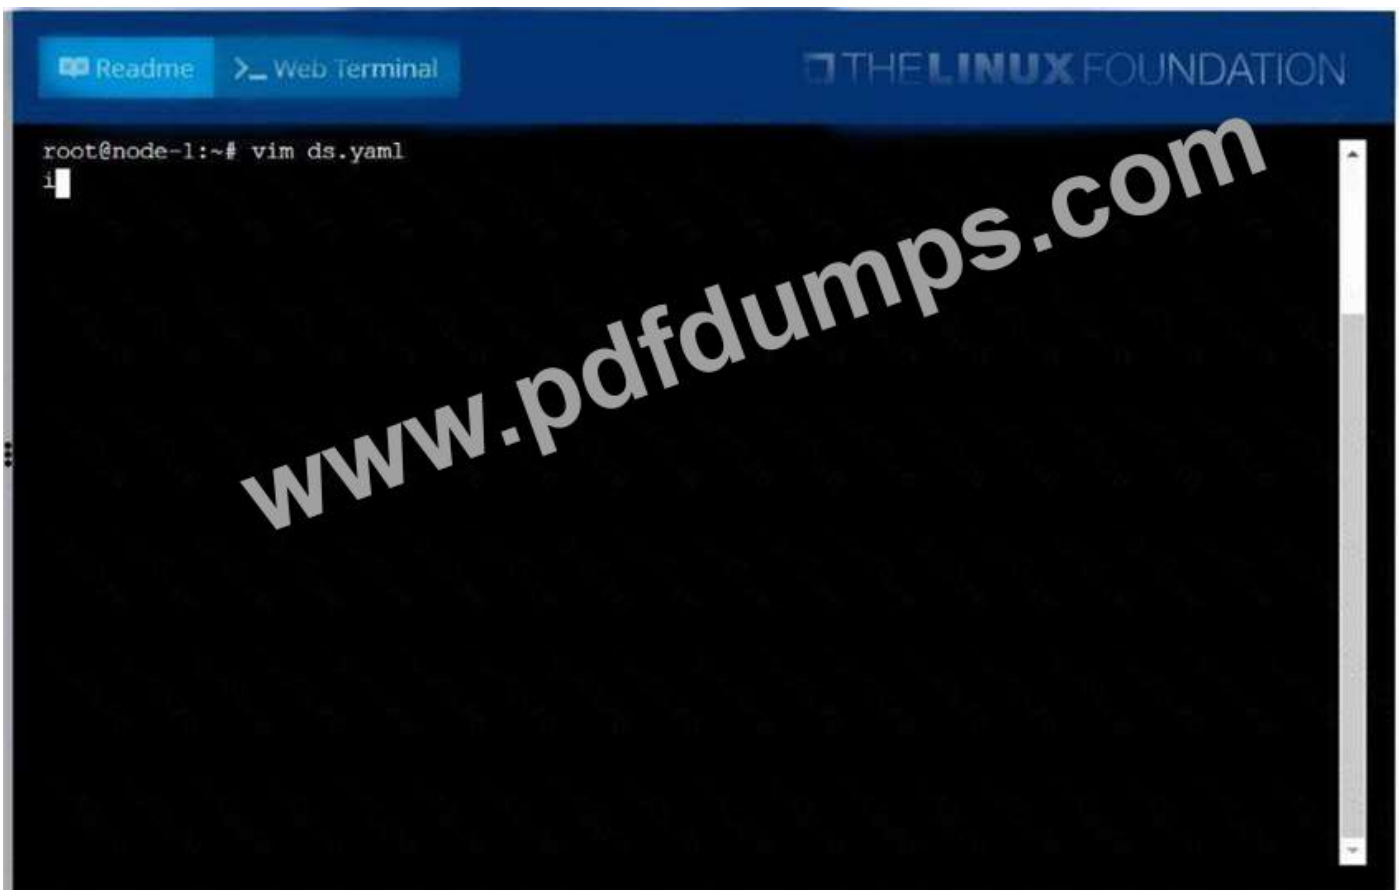 Readme >_ Web Terminal THE LINUX FOUNDATION
root@node-1:~# vim ds.yaml
i
www.pdfdumps.com